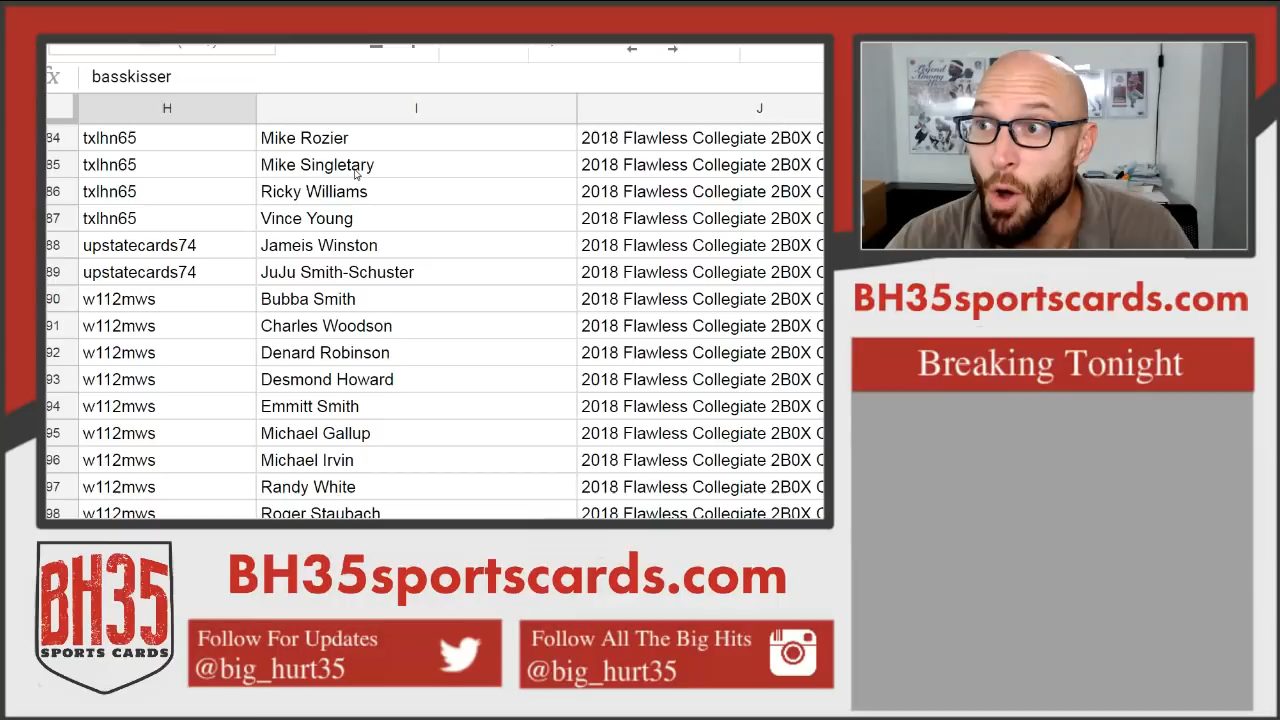 basskisser
H I J
84 txlhn65 Mike Rozier 2018 Flawless Collegiate 2B0X C
85 txlhn65 Mike Singletary 2018 Flawless Collegiate 2B0X C
86 txlhn65 Ricky Williams 2018 Flawless Collegiate 2B0X C
87 txlhn65 Vince Young 2018 Flawless Collegiate 2B0X C
88 upstatecards74 Jameis Winston 2018 Flawless Collegiate 2B0X C
89 upstatecards74 JuJu Smith-Schuster 2018 Flawless Collegiate 2B0X C
90 w112mws Bubba Smith 2018 Flawless Collegiate 2B0X C
91 w112mws Charles Woodson 2018 Flawless Collegiate 2B0X C
92 w112mws Denard Robinson 2018 Flawless Collegiate 2B0X C
93 w112mws Desmond Howard 2018 Flawless Collegiate 2B0X C
94 w112mws Emmitt Smith 2018 Flawless Collegiate 2B0X C
95 w112mws Michael Gallup 2018 Flawless Collegiate 2B0X C
96 w112mws Michael Irvin 2018 Flawless Collegiate 2B0X C
97 w112mws Randy White 2018 Flawless Collegiate 2B0X C
98 w112mws Roger Staubach 2018 Flawless Collegiate 2B0X C
BH35sportscards.com
Breaking Tonight
BH35
SPORTS CARDS
BH35sportscards.com
Follow For Updates
@big_hurt35
Follow All The Big Hits
@big_hurt35